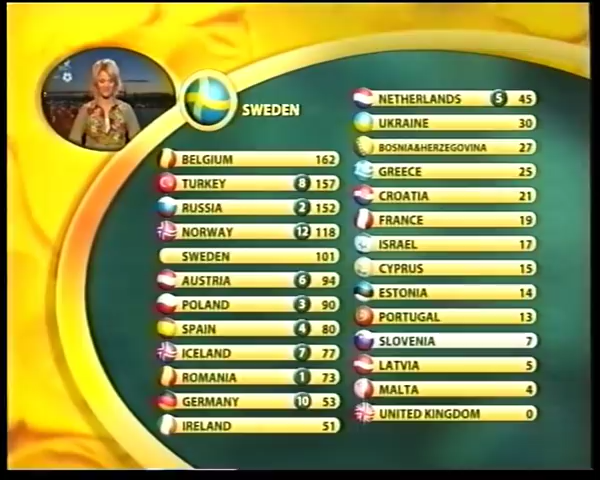 SWEDEN
BELGIUM 162
TURKEY 8 157
RUSSIA 2 152
NORWAY 12 118
SWEDEN 101
AUSTRIA 6 94
POLAND 3 90
SPAIN 4 80
ICELAND 7 77
ROMANIA 1 73
GERMANY 10 53
IRELAND 51
NETHERLANDS 5 45
UKRAINE 30
BOSNIA&HERZEGOVINA 27
GREECE 25
CROATIA 21
FRANCE 19
ISRAEL 17
CYPRUS 15
ESTONIA 14
PORTUGAL 13
SLOVENIA 7
LATVIA 5
MALTA 4
UNITED KINGDOM 0